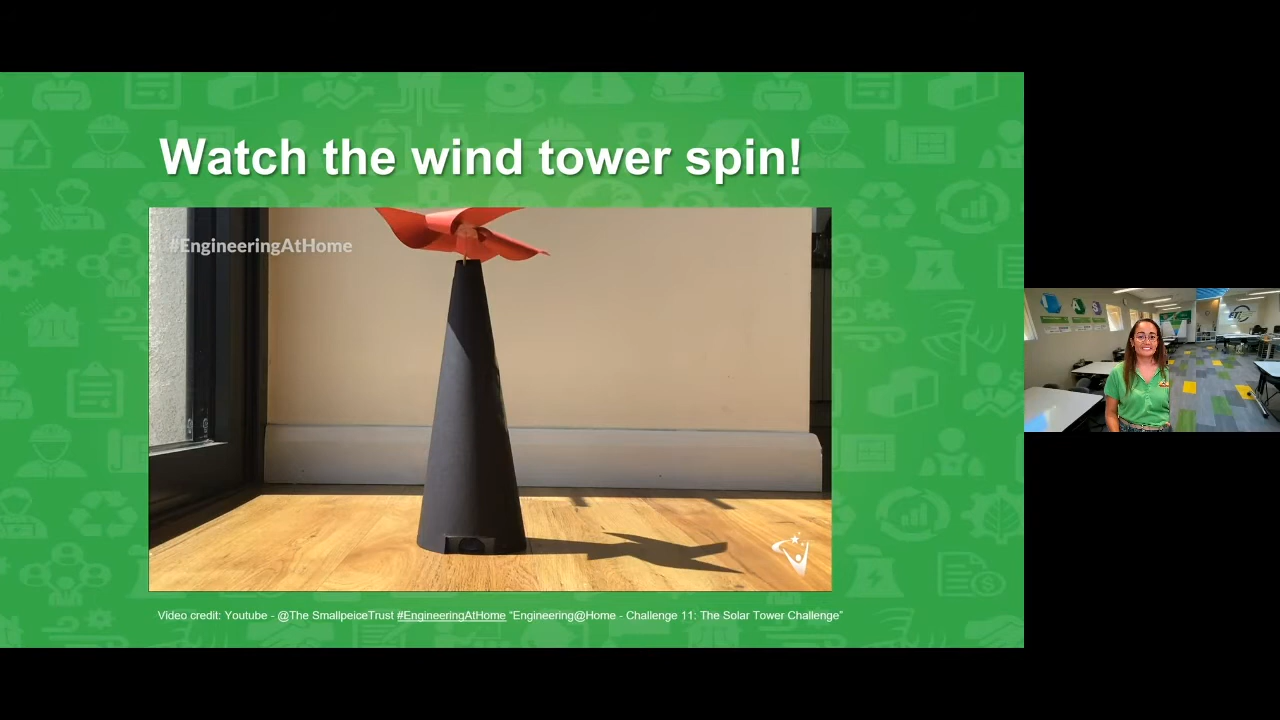 Watch the wind tower spin!
#EngineeringAtHome
Video credit: Youtube - @The SmallpeiceTrust #EngineeringAtHome "Engineering@Home - Challenge 11: The Solar Tower Challenge"